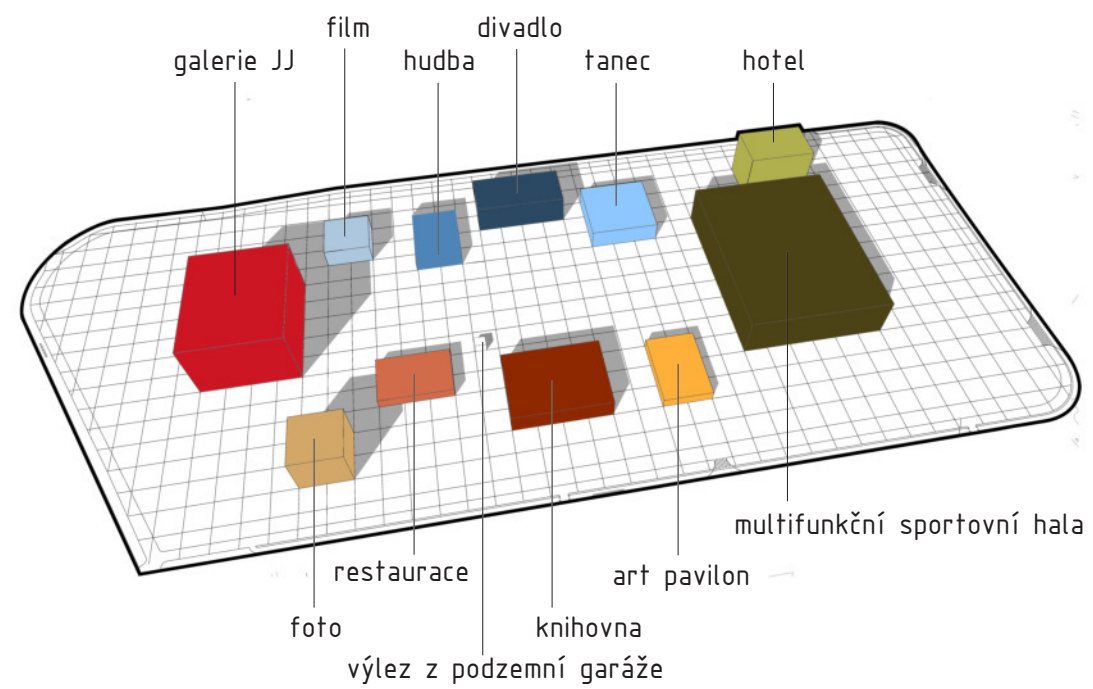 film
divadlo
galerie JJ
hudba
tanec
hotel
multifunkční sportovní hala
restaurace
art pavilon
foto
knihovna
výlez z podzemní garáže